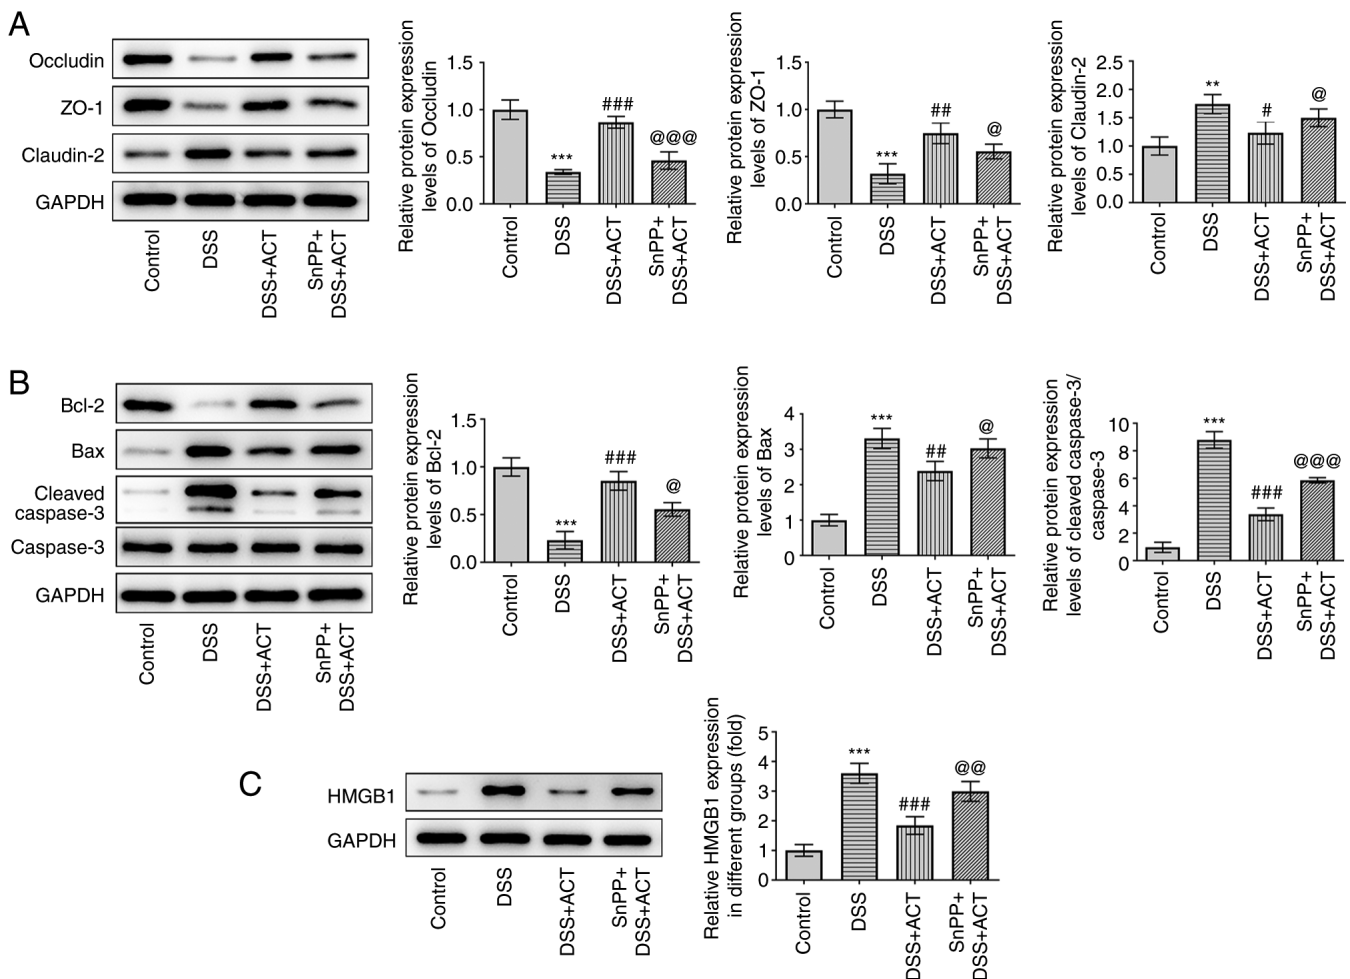 A
Occludin
ZO-1
Claudin-2
GAPDH
Control
DSS
DSS+ACT
SnPP+
DSS+ACT
Relative protein expression
levels of Occludin
1.5
1.0
0.5
0.0
***
###
@@@
Control
DSS
DSS+ACT
SnPP+
DSS+ACT
Relative protein expression
levels of ZO-1
1.5
1.0
0.5
0.0
***
##
@
Control
DSS
DSS+ACT
SnPP+
DSS+ACT
Relative protein expression
levels of Claudin-2
2.5
2.0
1.5
1.0
0.5
0.0
**
#
@
Control
DSS
DSS+ACT
SnPP+
DSS+ACT
B
Bcl-2
Bax
Cleaved
caspase-3
Caspase-3
GAPDH
Control
DSS
DSS+ACT
SnPP+
DSS+ACT
Relative protein expression
levels of Bcl-2
1.5
1.0
0.5
0.0
***
###
@
Control
DSS
DSS+ACT
SnPP+
DSS+ACT
Relative protein expression
levels of Bax
4
3
2
1
0
***
##
@
Control
DSS
DSS+ACT
SnPP+
DSS+ACT
Relative protein expression
levels of cleaved caspase-3/
caspase-3
10
8
6
4
2
0
***
###
@@@
Control
DSS
DSS+ACT
SnPP+
DSS+ACT
C
HMGB1
GAPDH
Control
DSS
DSS+ACT
SnPP+
DSS+ACT
Relative HMGB1 expression
in different groups (fold)
5
4
3
2
1
0
***
###
@@
Control
DSS
DSS+ACT
SnPP+
DSS+ACT